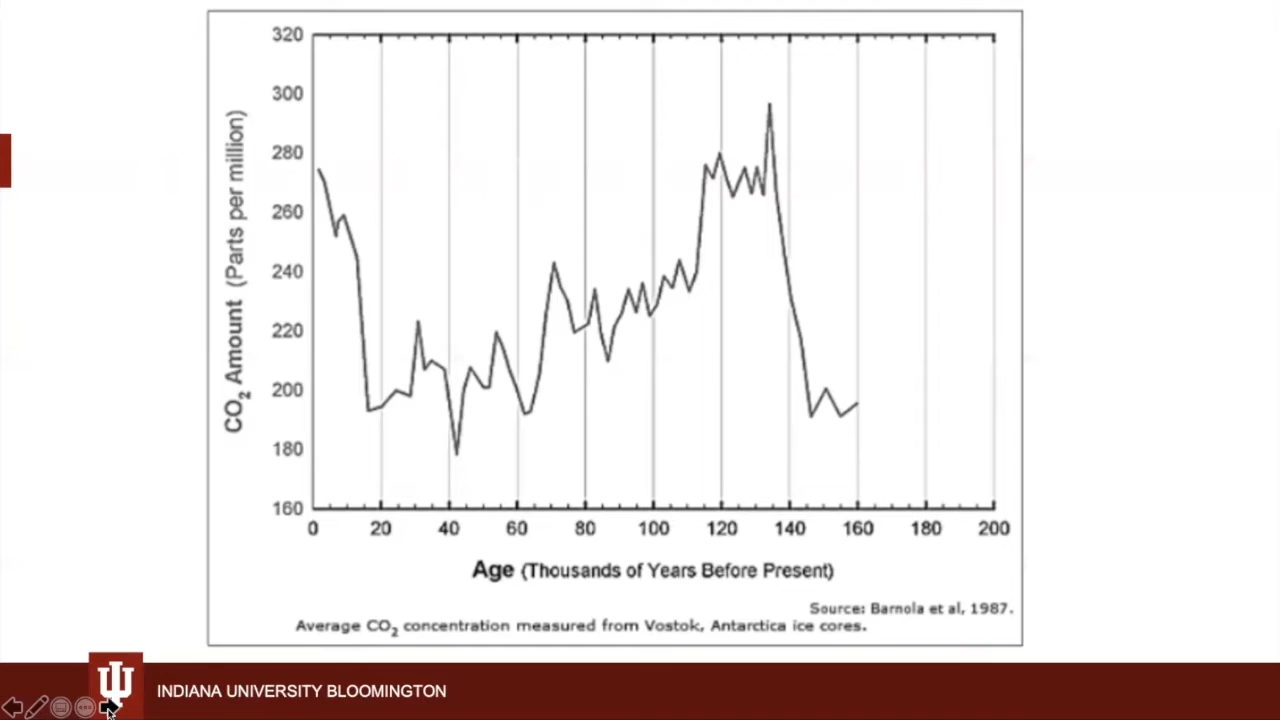 320
300
280
260
240
220
200
180
160
CO2 Amount (Parts per million)
0 20 40 60 80 100 120 140 160 180 200
Age (Thousands of Years Before Present)
Source: Barnola et al, 1987.
Average CO2 concentration measured from Vostok, Antarctica ice cores.
INDIANA UNIVERSITY BLOOMINGTON